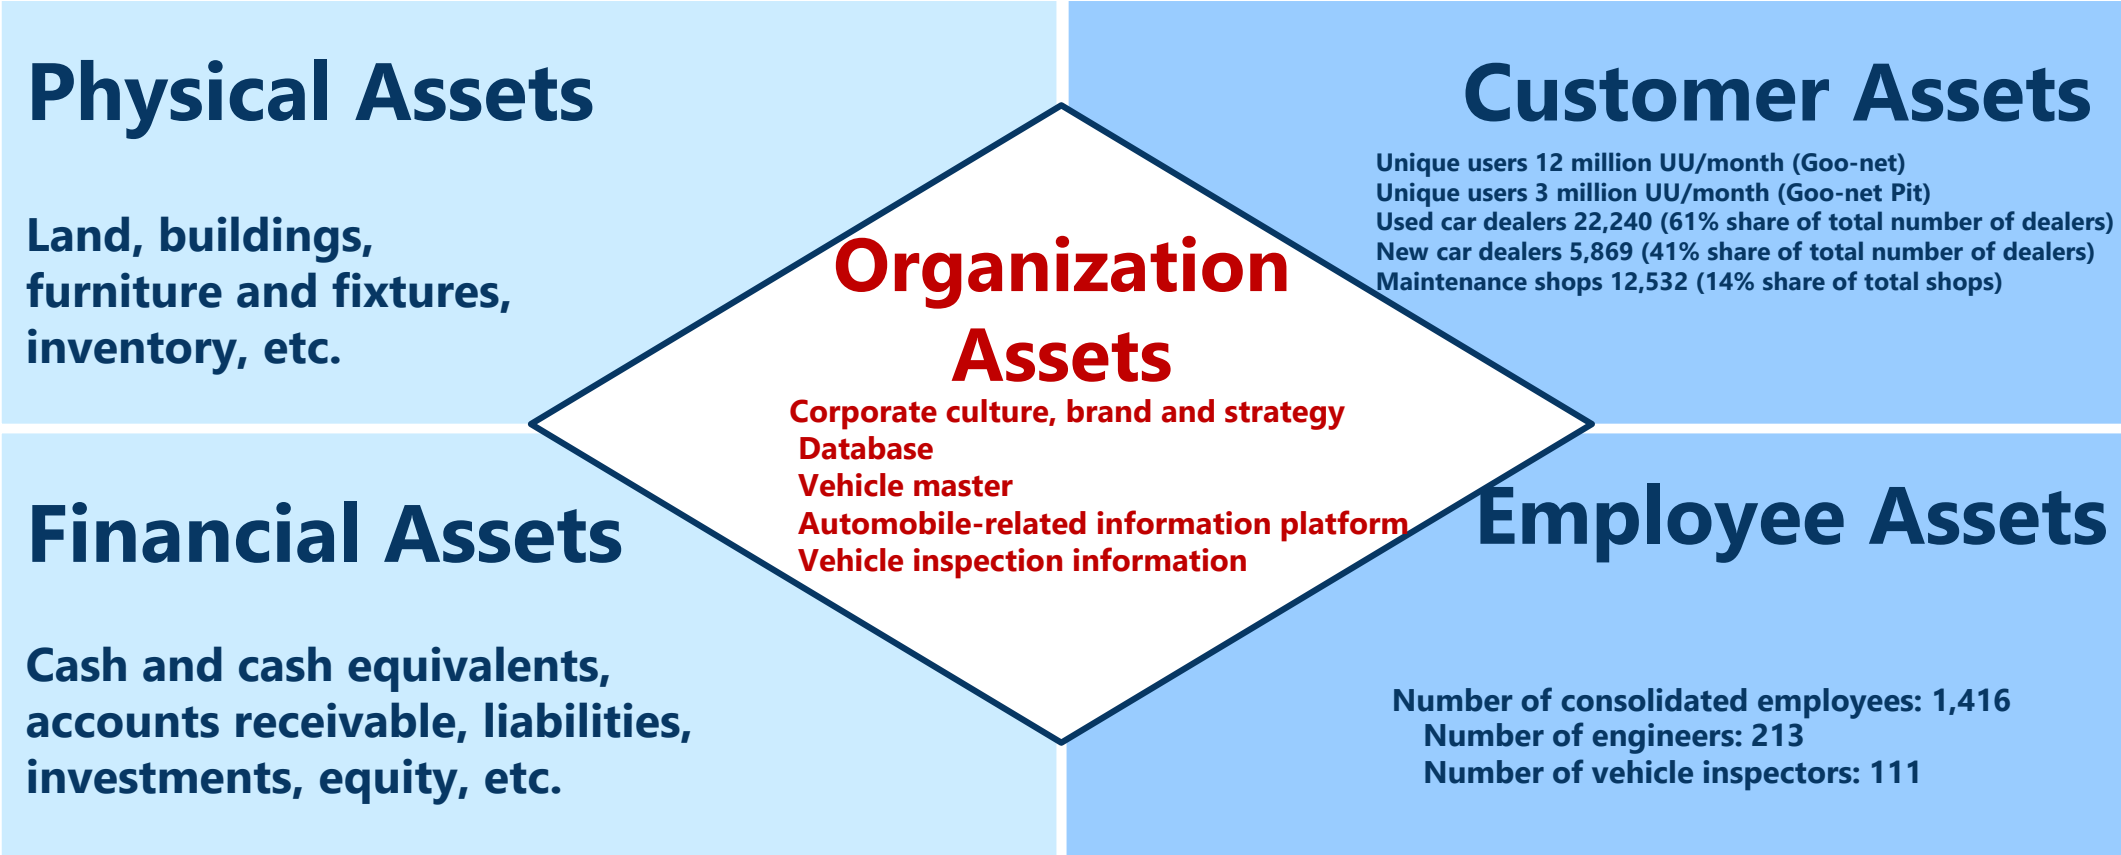 Physical Assets
Land, buildings,
furniture and fixtures,
inventory, etc.
Customer Assets
Unique users 12 million UU/month (Goo-net)
Unique users 3 million UU/month (Goo-net Pit)
Used car dealers 22,240 (61% share of total number of dealers)
New car dealers 5,869 (41% share of total number of dealers)
Maintenance shops 12,532 (14% share of total shops)
Organization
Assets
Corporate culture, brand and strategy
Database
Vehicle master
Automobile-related information platform
Vehicle inspection information
Financial Assets
Cash and cash equivalents,
accounts receivable, liabilities,
investments, equity, etc.
Employee Assets
Number of consolidated employees: 1,416
Number of engineers: 213
Number of vehicle inspectors: 111